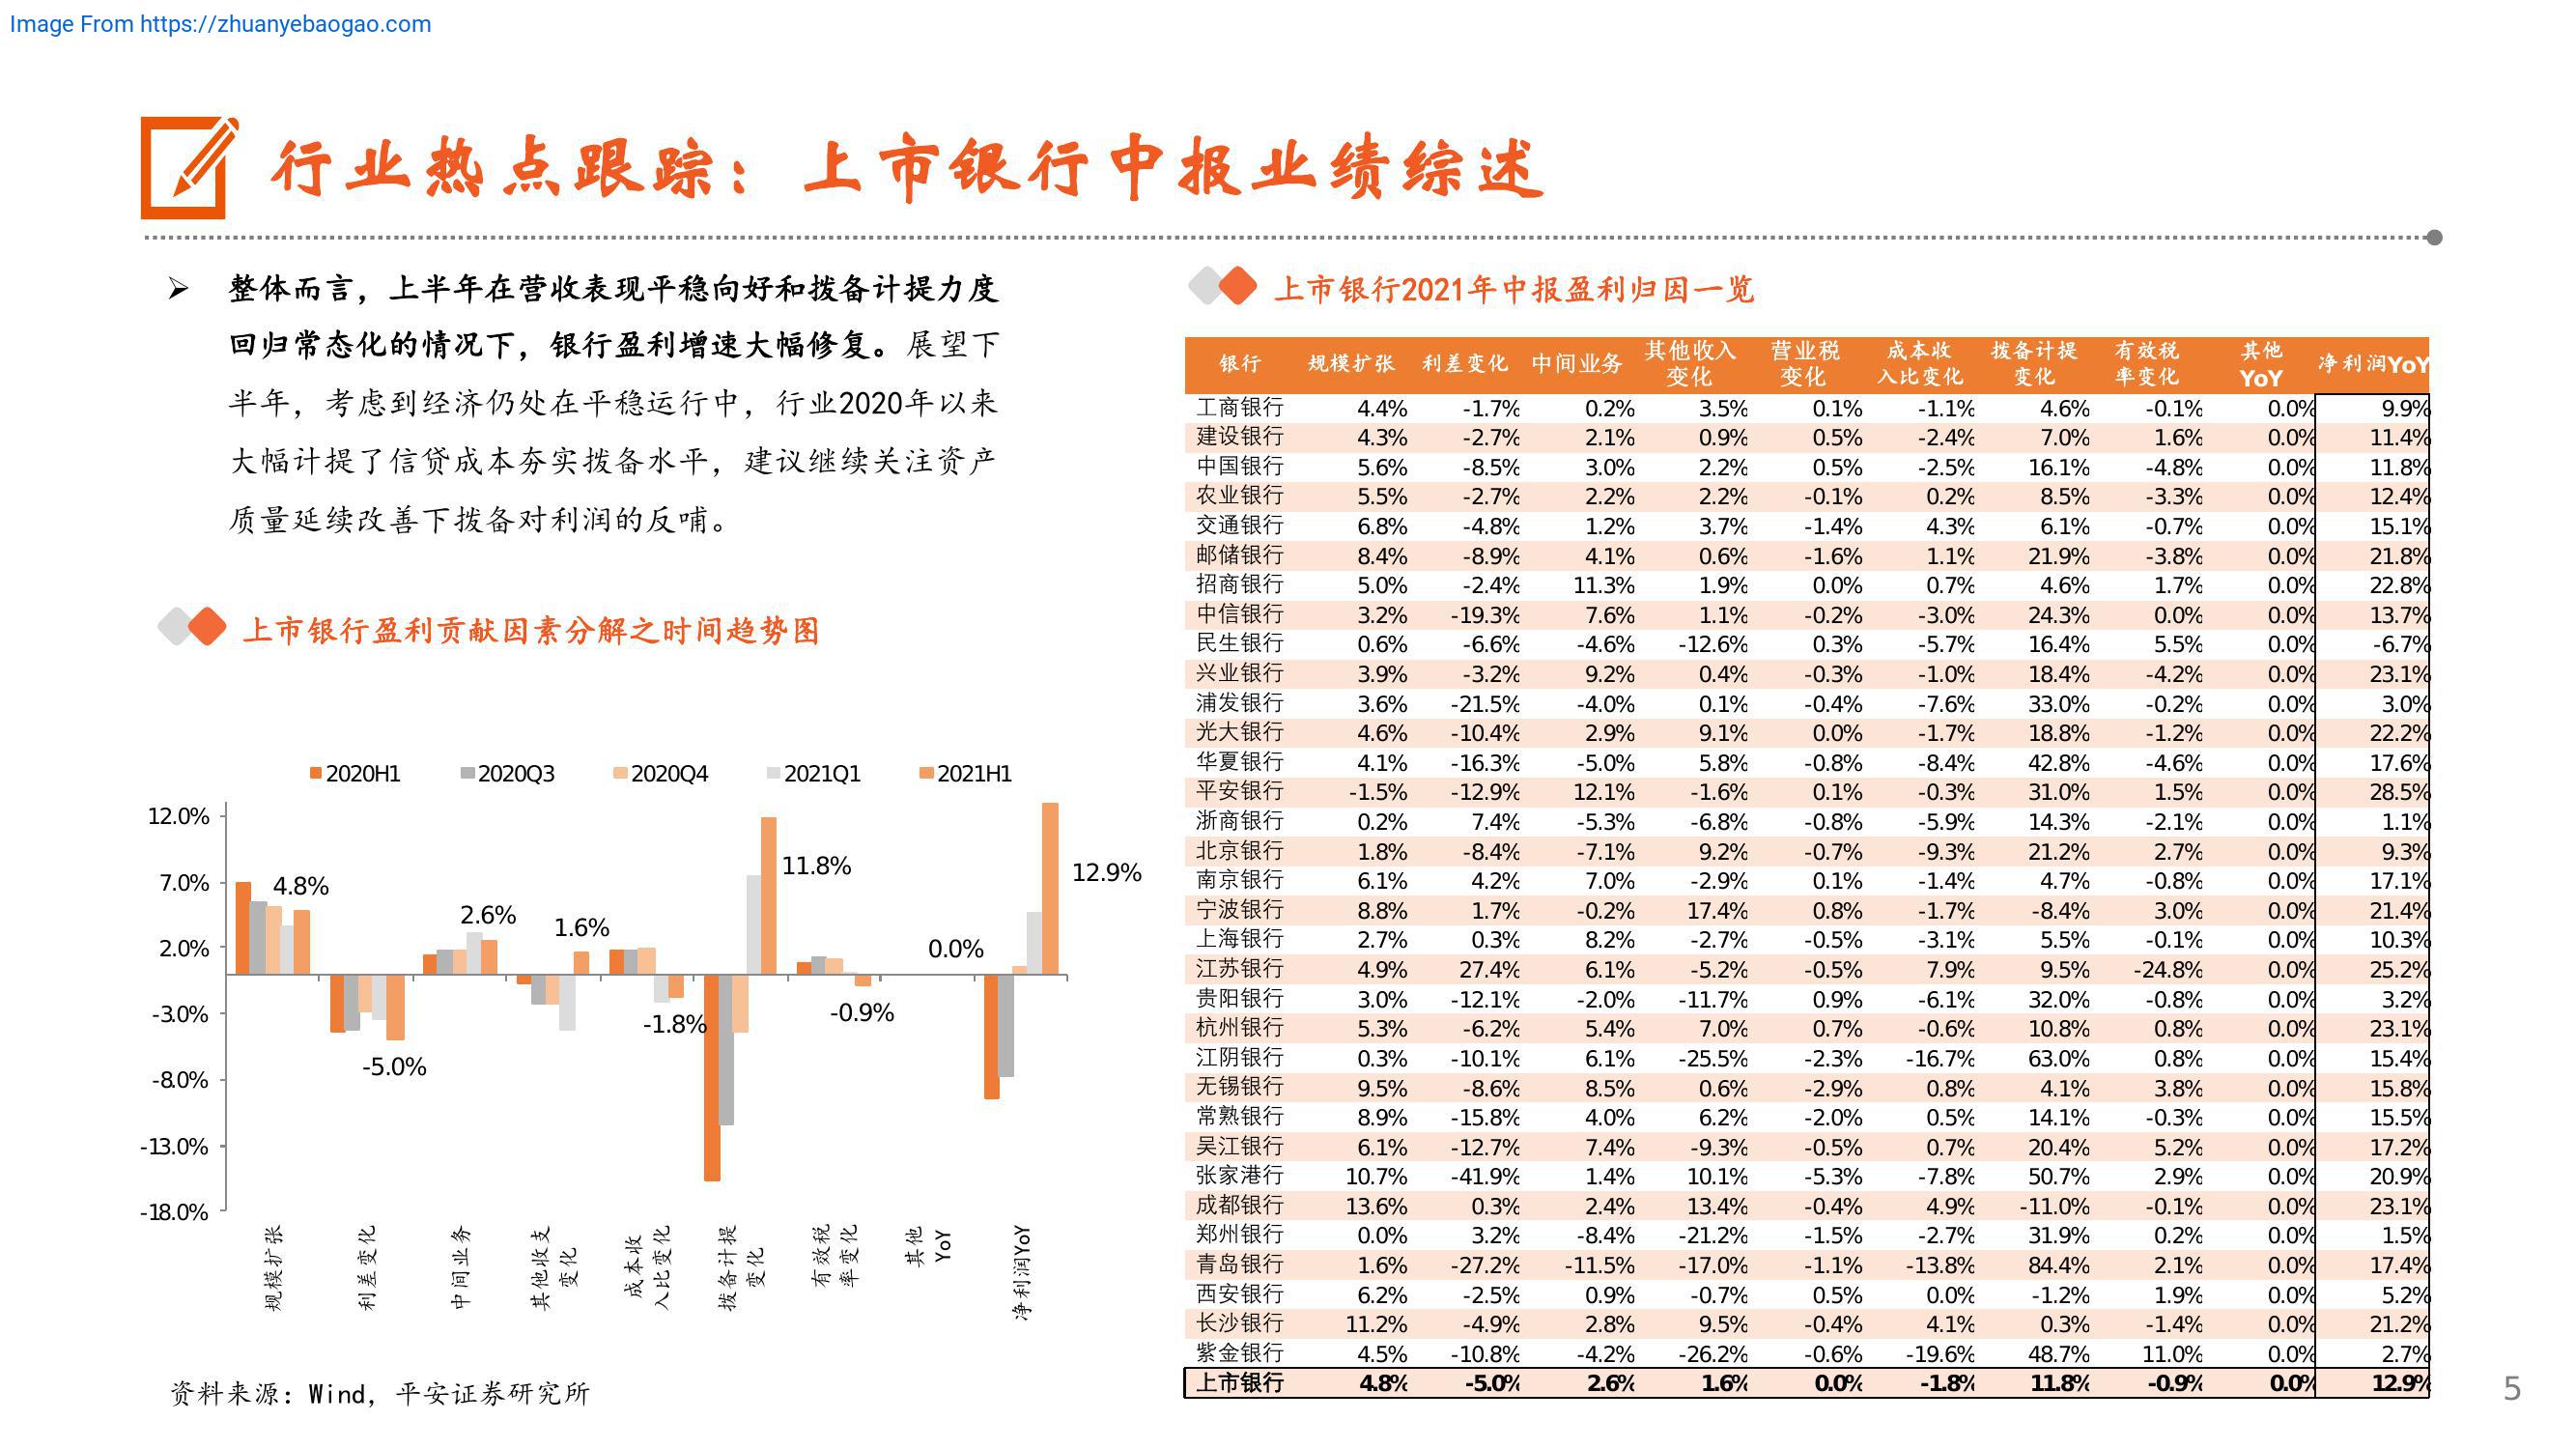 Image From https://zhuanyebaogao.com
行业热点跟踪：上市银行中报业绩综述
➢ 整体而言，上半年在营收表现平稳向好和拨备计提力度
回归常态化的情况下，银行盈利增速大幅修复。展望下
半年，考虑到经济仍处在平稳运行中，行业2020年以来
大幅计提了信贷成本夯实拨备水平，建议继续关注资产
质量延续改善下拨备对利润的反哺。
上市银行盈利贡献因素分解之时间趋势图
2020H1 2020Q3 2020Q4 2021Q1 2021H1
12.0%
7.0%
2.0%
-3.0%
-8.0%
-13.0%
-18.0%
4.8%
-5.0%
2.6%
1.6%
-1.8%
11.8%
-0.9%
0.0%
12.9%
规模扩张
利差变化
中间业务
其他收支
变化
成本收
入比变化
拨备计提
变化
有效税
率变化
其他
YoY
净利润YoY
资料来源：Wind，平安证券研究所
上市银行2021年中报盈利归因一览
银行 规模扩张 利差变化 中间业务 其他收入变化 营业税变化 成本收入比变化 拨备计提变化 有效税率变化 其他YoY 净利润YoY
工商银行 4.4% -1.7% 0.2% 3.5% 0.1% -1.1% 4.6% -0.1% 0.0% 9.9%
建设银行 4.3% -2.7% 2.1% 0.9% 0.5% -2.4% 7.0% 1.6% 0.0% 11.4%
中国银行 5.6% -8.5% 3.0% 2.2% 0.5% -2.5% 16.1% -4.8% 0.0% 11.8%
农业银行 5.5% -2.7% 2.2% 2.2% -0.1% 0.2% 8.5% -3.3% 0.0% 12.4%
交通银行 6.8% -4.8% 1.2% 3.7% -1.4% 4.3% 6.1% -0.7% 0.0% 15.1%
邮储银行 8.4% -8.9% 4.1% 0.6% -1.6% 1.1% 21.9% -3.8% 0.0% 21.8%
招商银行 5.0% -2.4% 11.3% 1.9% 0.0% 0.7% 4.6% 1.7% 0.0% 22.8%
中信银行 3.2% -19.3% 7.6% 1.1% -0.2% -3.0% 24.3% 0.0% 0.0% 13.7%
民生银行 0.6% -6.6% -4.6% -12.6% 0.3% -5.7% 16.4% 5.5% 0.0% -6.7%
兴业银行 3.9% -3.2% 9.2% 0.4% -0.3% -1.0% 18.4% -4.2% 0.0% 23.1%
浦发银行 3.6% -21.5% -4.0% 0.1% -0.4% -7.6% 33.0% -0.2% 0.0% 3.0%
光大银行 4.6% -10.4% 2.9% 9.1% 0.0% -1.7% 18.8% -1.2% 0.0% 22.2%
华夏银行 4.1% -16.3% -5.0% 5.8% -0.8% -8.4% 42.8% -4.6% 0.0% 17.6%
平安银行 -1.5% -12.9% 12.1% -1.6% 0.1% -0.3% 31.0% 1.5% 0.0% 28.5%
浙商银行 0.2% 7.4% -5.3% -6.8% -0.8% -5.9% 14.3% -2.1% 0.0% 1.1%
北京银行 1.8% -8.4% -7.1% 9.2% -0.7% -9.3% 21.2% 2.7% 0.0% 9.3%
南京银行 6.1% 4.2% 7.0% -2.9% 0.1% -1.4% 4.7% -0.8% 0.0% 17.1%
宁波银行 8.8% 1.7% -0.2% 17.4% 0.8% -1.7% -8.4% 3.0% 0.0% 21.4%
上海银行 2.7% 0.3% 8.2% -2.7% -0.5% -3.1% 5.5% -0.1% 0.0% 10.3%
江苏银行 4.9% 27.4% 6.1% -5.2% -0.5% 7.9% 9.5% -24.8% 0.0% 25.2%
贵阳银行 3.0% -12.1% -2.0% -11.7% 0.9% -6.1% 32.0% -0.8% 0.0% 3.2%
杭州银行 5.3% -6.2% 5.4% 7.0% 0.7% -0.6% 10.8% 0.8% 0.0% 23.1%
江阴银行 0.3% -10.1% 6.1% -25.5% -2.3% -16.7% 63.0% 0.8% 0.0% 15.4%
无锡银行 9.5% -8.6% 8.5% 0.6% -2.9% 0.8% 4.1% 3.8% 0.0% 15.8%
常熟银行 8.9% -15.8% 4.0% 6.2% -2.0% 0.5% 14.1% -0.3% 0.0% 15.5%
吴江银行 6.1% -12.7% 7.4% -9.3% -0.5% 0.7% 20.4% 5.2% 0.0% 17.2%
张家港行 10.7% -41.9% 1.4% 10.1% -5.3% -7.8% 50.7% 2.9% 0.0% 20.9%
成都银行 13.6% 0.3% 2.4% 13.4% -0.4% 4.9% -11.0% -0.1% 0.0% 23.1%
郑州银行 0.0% 3.2% -8.4% -21.2% -1.5% -2.7% 31.9% 0.2% 0.0% 1.5%
青岛银行 1.6% -27.2% -11.5% -17.0% -1.1% -13.8% 84.4% 2.1% 0.0% 17.4%
西安银行 6.2% -2.5% 0.9% -0.7% 0.5% 0.0% -1.2% 1.9% 0.0% 5.2%
长沙银行 11.2% -4.9% 2.8% 9.5% -0.4% 4.1% 0.3% -1.4% 0.0% 21.2%
紫金银行 4.5% -10.8% -4.2% -26.2% -0.6% -19.6% 48.7% 11.0% 0.0% 2.7%
上市银行 4.8% -5.0% 2.6% 1.6% 0.0% -1.8% 11.8% -0.9% 0.0% 12.9%
5